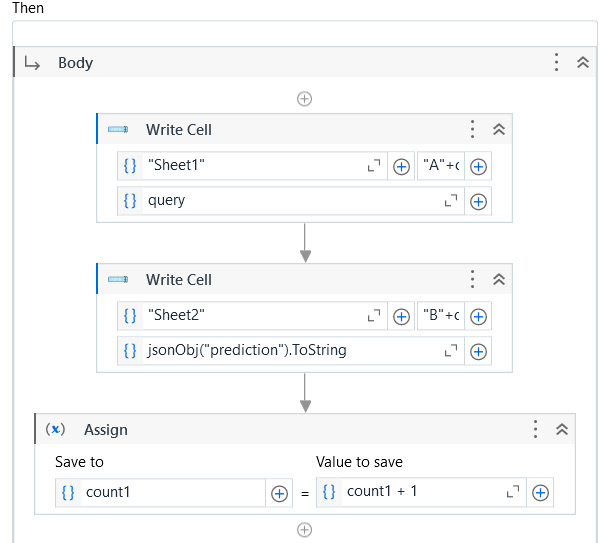 Then
Body
Write Cell
"Sheet1" "A"+c
query
Write Cell
"Sheet2" "B"+c
jsonObj("prediction").ToString
Assign
Save to Value to save
count1 = count1 + 1